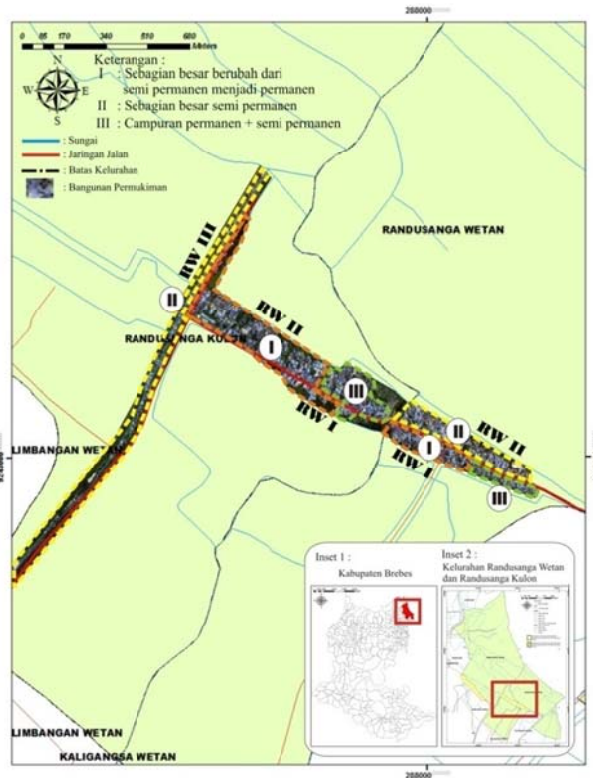 288000
0 85 170 340 510 680
Meters
Keterangan :
N
W E
S
I : Sebagian besar berubah dari
semi permanen menjadi permanen
II : Sebagian besar semi permanen
III : Campuran permanen + semi permanen
: Sungai
: Jaringan Jalan
: Batas Kelurahan
: Bangunan Permukiman
RANDUSANGA WETAN
RW III
II
RW II
I
III
RW I
II
RW II
I
RW I
III
LIMBANGAN WETAN
Inset 1 :
Kabupaten Brebes
Inset 2 :
Kelurahan Randusanga Wetan
dan Randusanga Kulon
LIMBANGAN WETAN
KALIGANGSA WETAN
288000